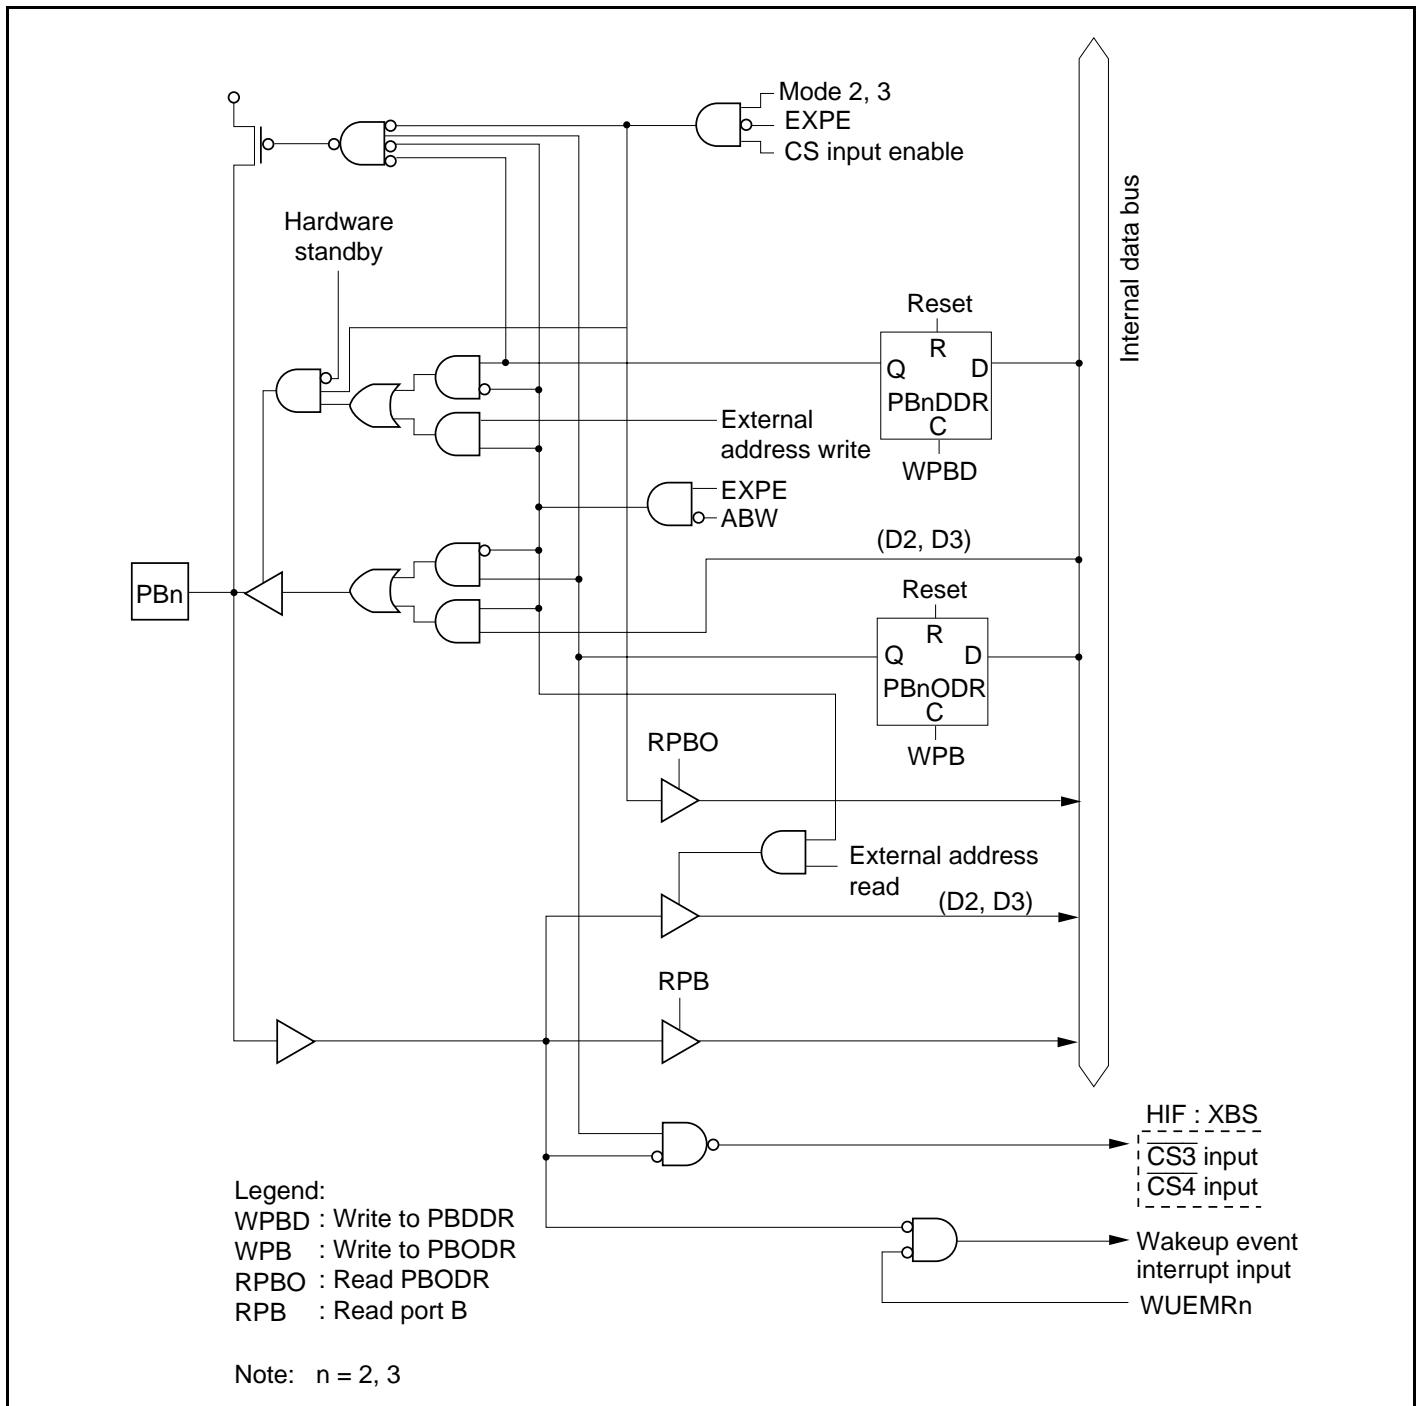 Mode 2, 3
EXPE
CS input enable
Hardware
standby
Internal data bus
Reset
R
Q D
PBnDDR
C
WPBD
External
address write
EXPE
ABW
(D2, D3)
PBn
Reset
R
Q D
PBnODR
C
WPB
RPBO
External address
read
(D2, D3)
RPB
HIF : XBS
CS3 input
CS4 input
Wakeup event
interrupt input
WUEMRn
Legend:
WPBD : Write to PBDDR
WPB : Write to PBODR
RPBO : Read PBODR
RPB : Read port B
Note: n = 2, 3